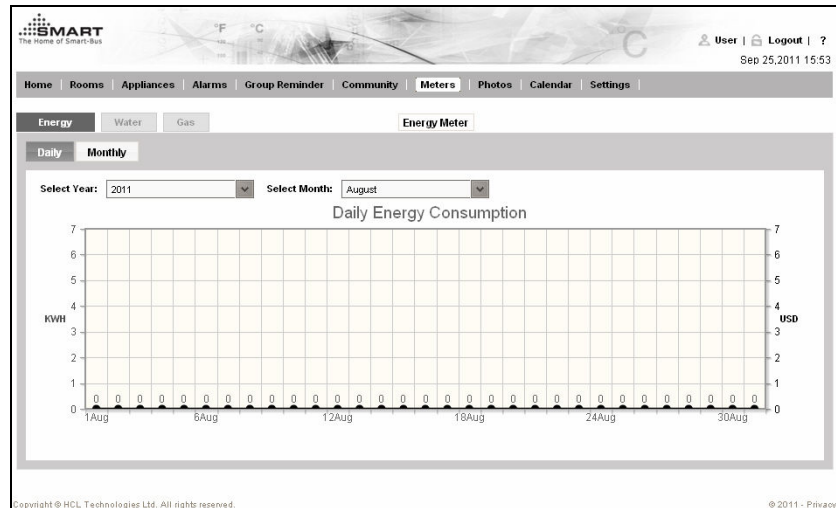 SMART
The Home of Smart-Bus
°F °C
°C
User | Logout | ?
Sep 25,2011 15:53
Home | Rooms | Appliances | Alarms | Group Reminder | Community | Meters | Photos | Calendar | Settings |
Energy Water Gas Energy Meter
Daily Monthly
Select Year: 2011 Select Month: August
Daily Energy Consumption
7 7
6 6
5 5
4 4
KWH USD
3 3
2 2
1 1
0 0 0 0 0 0 0 0 0 0 0 0 0 0 0 0 0 0 0 0 0 0 0 0 0 0 0 0 0 0 0
0 0
1Aug 6Aug 12Aug 18Aug 24Aug 30Aug
Copyright © HCL Technologies Ltd. All rights reserved. © 2011 - Privacy